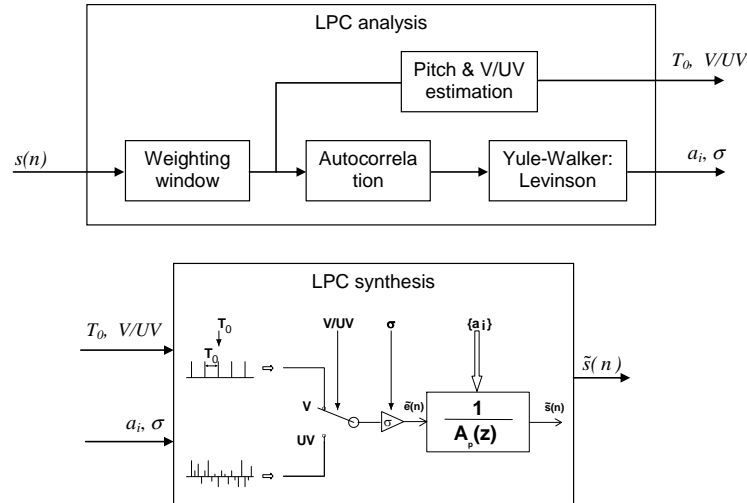 LPC analysis
Pitch & V/UV
estimation
T₀, V/UV
s(n)
Weighting
window
Autocorrela
tion
Yule-Walker:
Levinson
aᵢ, σ
LPC synthesis
T₀, V/UV
T₀
T₀
V/UV
σ
{aᵢ}
s̃(n)
V
σ
ẽ(n)
1
Aₚ(z)
s̃(n)
aᵢ, σ
UV